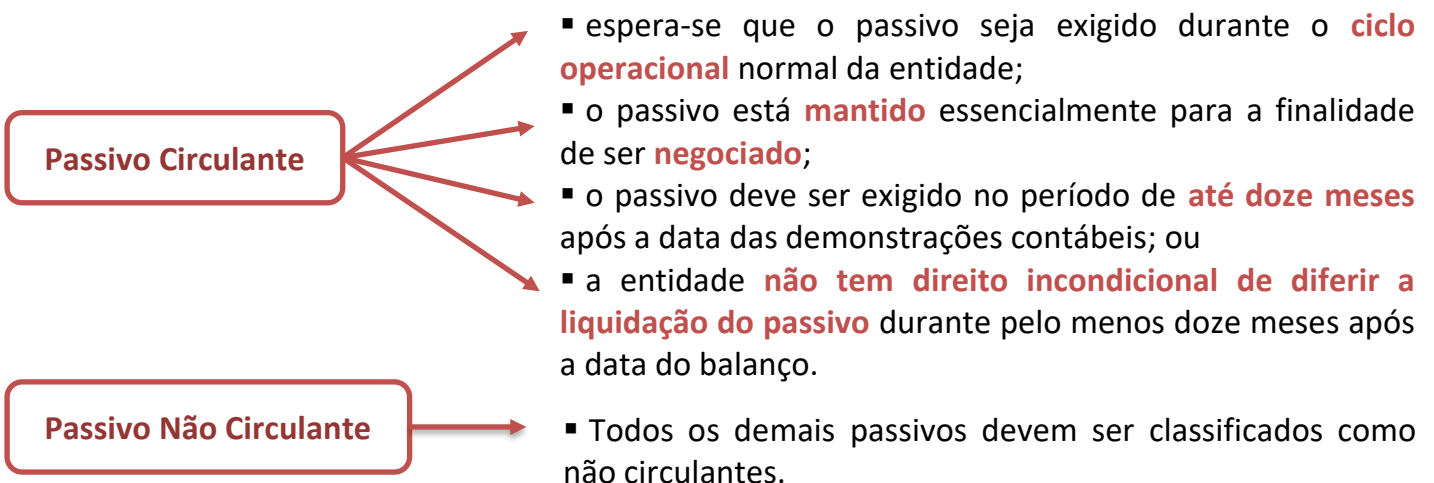 Passivo Circulante
▪ espera-se que o passivo seja exigido durante o ciclo
operacional normal da entidade;
▪ o passivo está mantido essencialmente para a finalidade
de ser negociado;
▪ o passivo deve ser exigido no período de até doze meses
após a data das demonstrações contábeis; ou
▪ a entidade não tem direito incondicional de diferir a
liquidação do passivo durante pelo menos doze meses após
a data do balanço.
Passivo Não Circulante
▪ Todos os demais passivos devem ser classificados como
não circulantes.